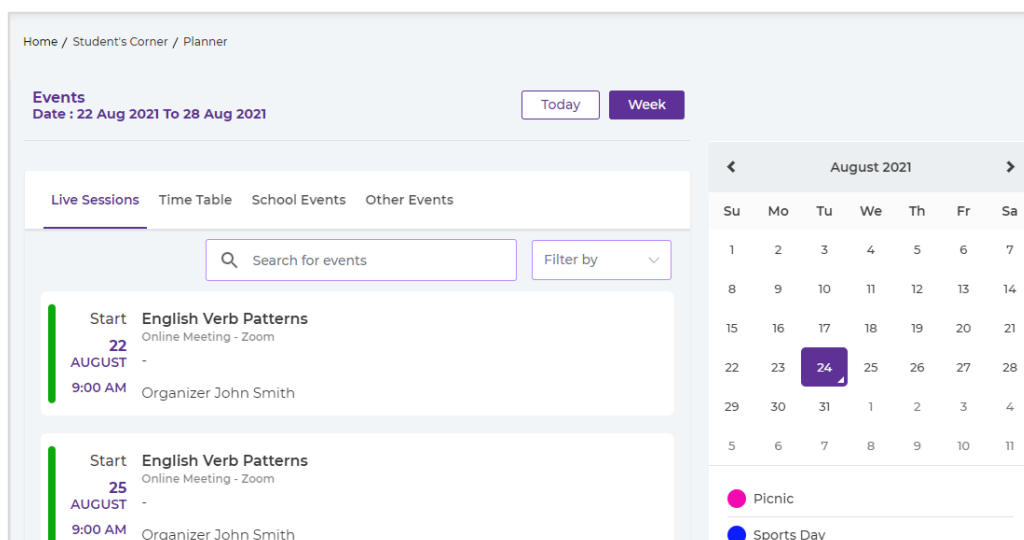 Home / Student's Corner / Planner
Events
Date : 22 Aug 2021 To 28 Aug 2021
Today Week
Live Sessions Time Table School Events Other Events
Search for events
Filter by
Start
22
AUGUST
9:00 AM
English Verb Patterns
Online Meeting - Zoom
-
Organizer John Smith
Start
25
AUGUST
9:00 AM
English Verb Patterns
Online Meeting - Zoom
-
Organizer John Smith
August 2021
Su Mo Tu We Th Fr Sa
1 2 3 4 5 6 7
8 9 10 11 12 13 14
15 16 17 18 19 20 21
22 23 24 25 26 27 28
29 30 31 1 2 3 4
5 6 7 8 9 10 11
Picnic
Sports Day